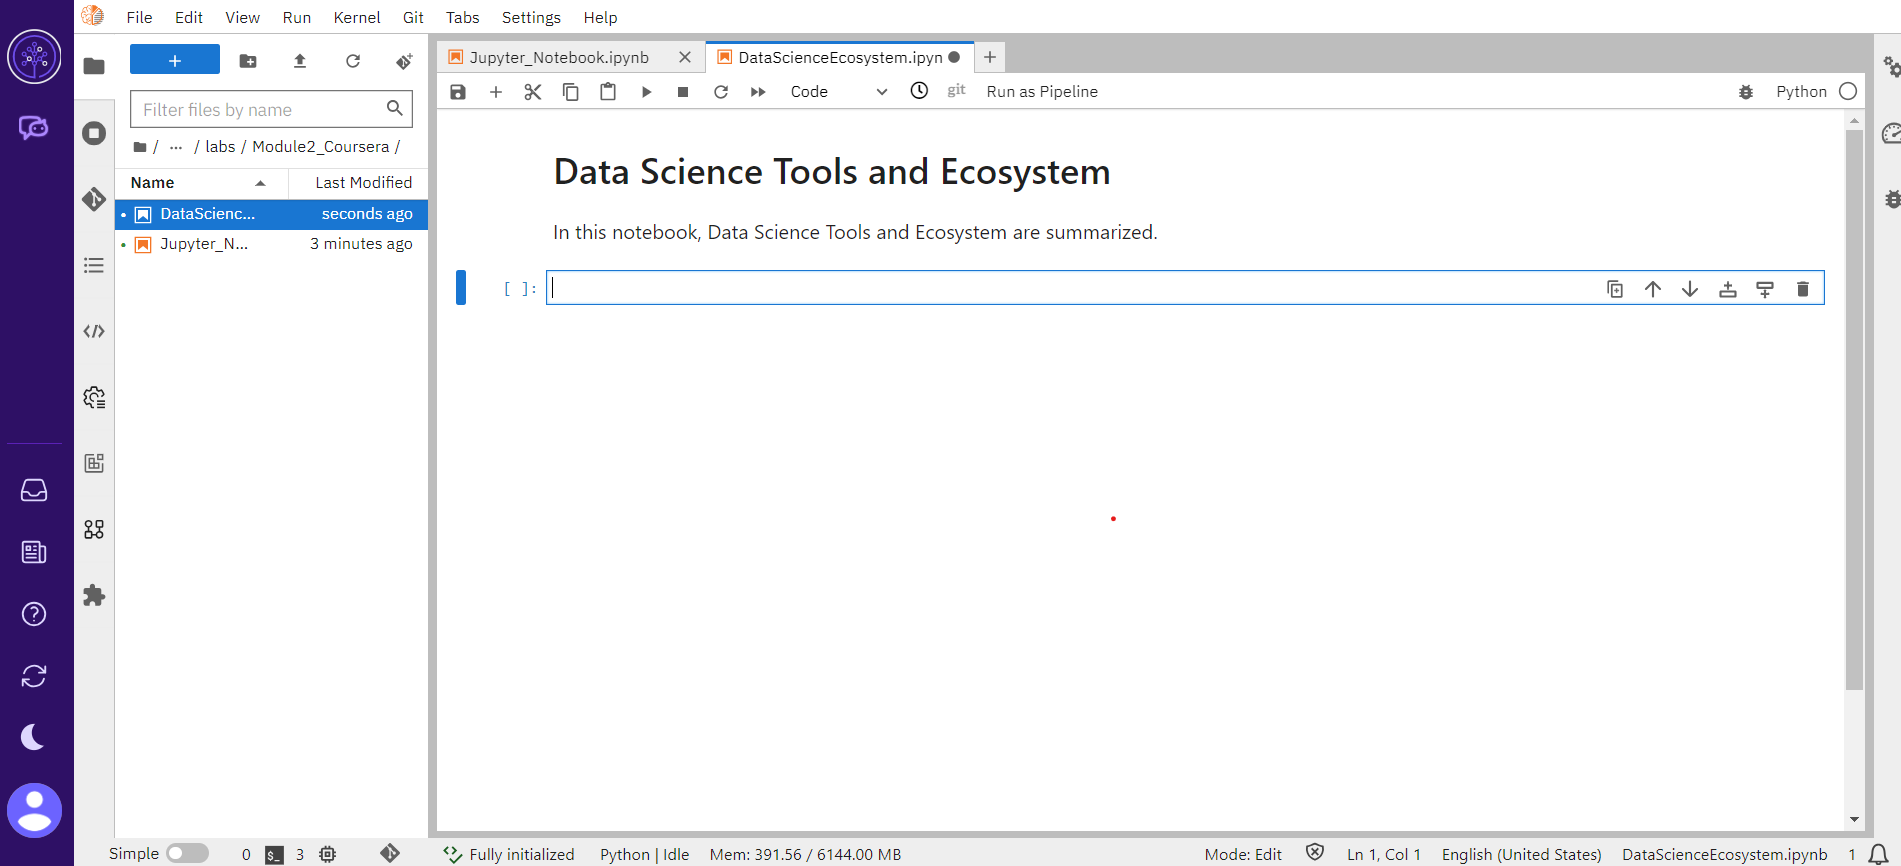 File Edit View Run Kernel Git Tabs Settings Help
+
Filter files by name
/ ... / labs / Module2_Coursera /
Name Last Modified
DataScienc... seconds ago
Jupyter_N... 3 minutes ago
Jupyter_Notebook.ipynb DataScienceEcosystem.ipyn
Code git Run as Pipeline Python
Data Science Tools and Ecosystem
In this notebook, Data Science Tools and Ecosystem are summarized.
[ ]:
Simple 0 $_ 3 Fully initialized Python | Idle Mem: 391.56 / 6144.00 MB Mode: Edit Ln 1, Col 1 English (United States) DataScienceEcosystem.ipynb 1